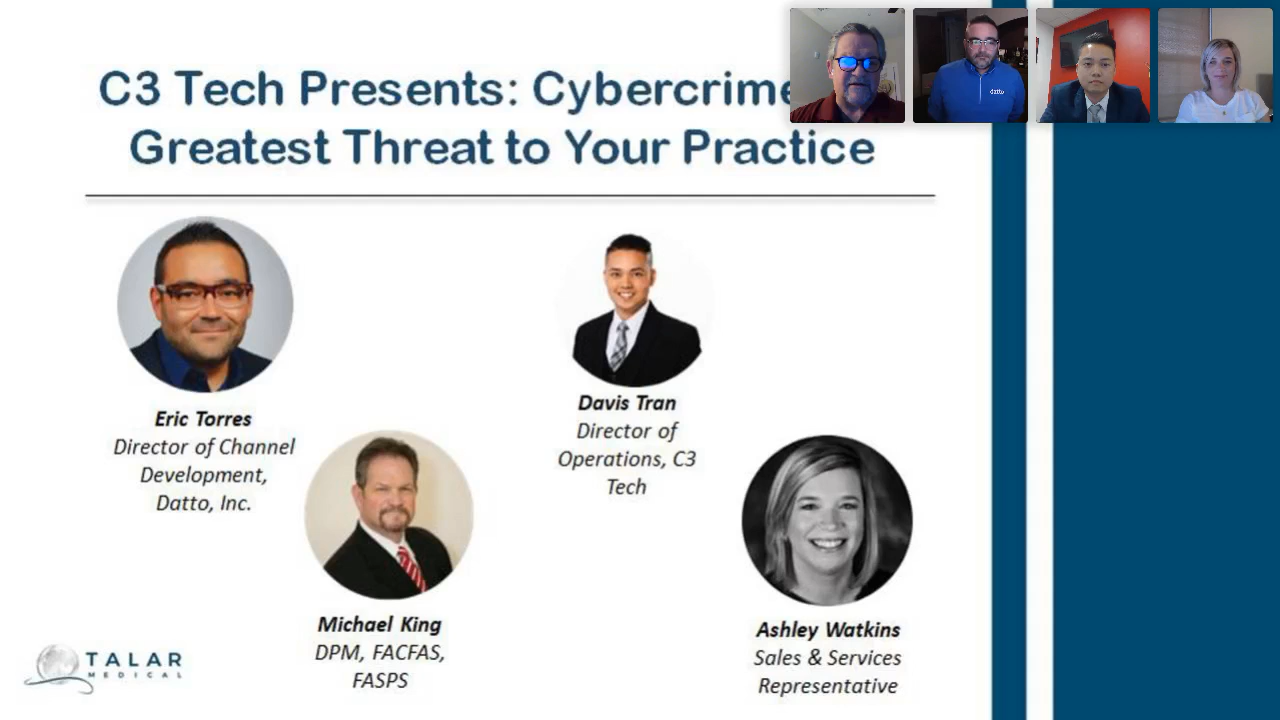 C3 Tech Presents: Cybercrime
Greatest Threat to Your Practice
datto
Eric Torres
Director of Channel
Development,
Datto, Inc.
Davis Tran
Director of
Operations, C3
Tech
Michael King
DPM, FACFAS,
FASPS
Ashley Watkins
Sales & Services
Representative
TALAR
MEDICAL